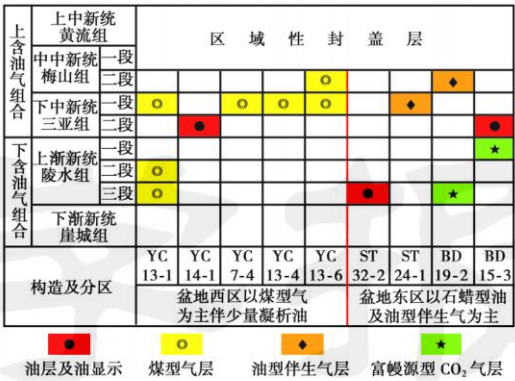 上含油气组合
上中新统
黄流组
区域性封盖层
中中新统
梅山组
一段
二段
下中新统
三亚组
一段
二段
下含油气组合
上渐新统
陵水组
一段
二段
三段
下渐新统
崖城组
构造及分区
YC
13-1
YC
14-1
YC
7-4
YC
13-4
YC
13-6
ST
32-2
ST
24-1
BD
19-2
BD
15-3
盆地西区以煤型气
为主伴少量凝析油
盆地东区以石蜡型油
及油型伴生气为主
油层及油显示
煤型气层
油型伴生气层
富幔源型 CO₂ 气层